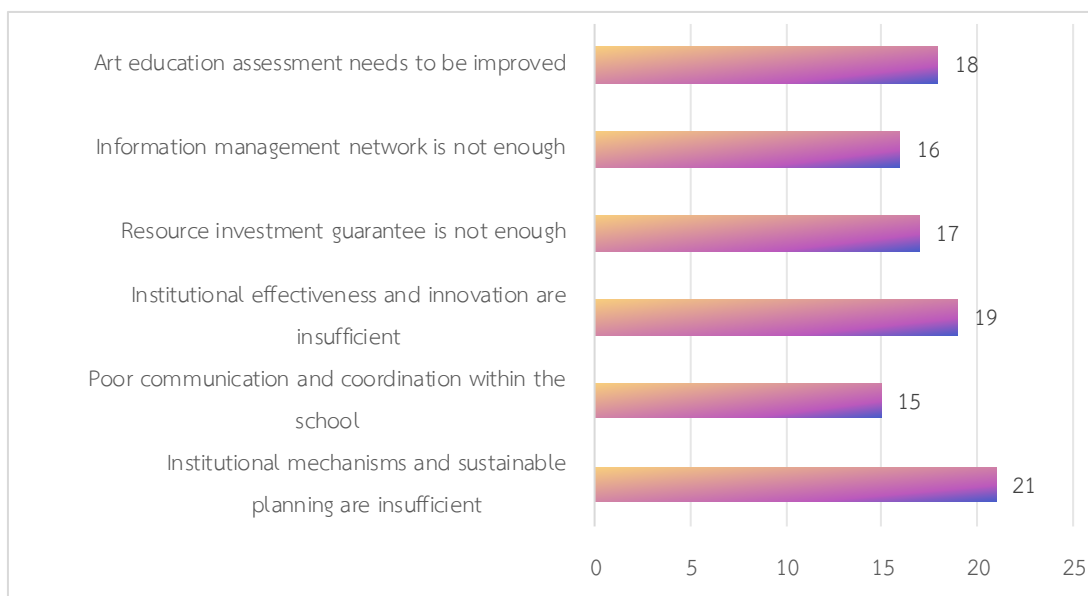 Art education assessment needs to be improved
18
Information management network is not enough
16
Resource investment guarantee is not enough
17
Institutional effectiveness and innovation are
insufficient
19
Poor communication and coordination within the
school
15
Institutional mechanisms and sustainable
planning are insufficient
21
0 5 10 15 20 25